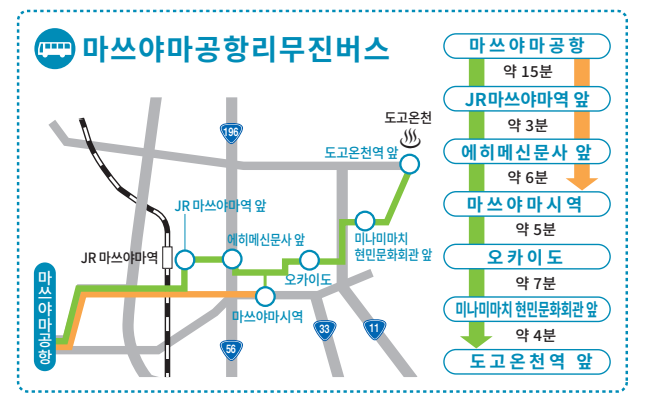 마쓰야마공항리무진버스
196
도고온천
도고온천역 앞
JR 마쓰야마역 앞
에히메신문사 앞
미나미마치
현민문화회관 앞
JR 마쓰야마역
오카이도
마쓰야마시역
마쓰야마공항
33
11
56
마쓰야마공항
약 15분
JR마쓰야마역 앞
약 3분
에히메신문사 앞
약 6분
마쓰야마시역
약 5분
오카이도
약 7분
미나미마치 현민문화회관 앞
약 4분
도고온천역 앞